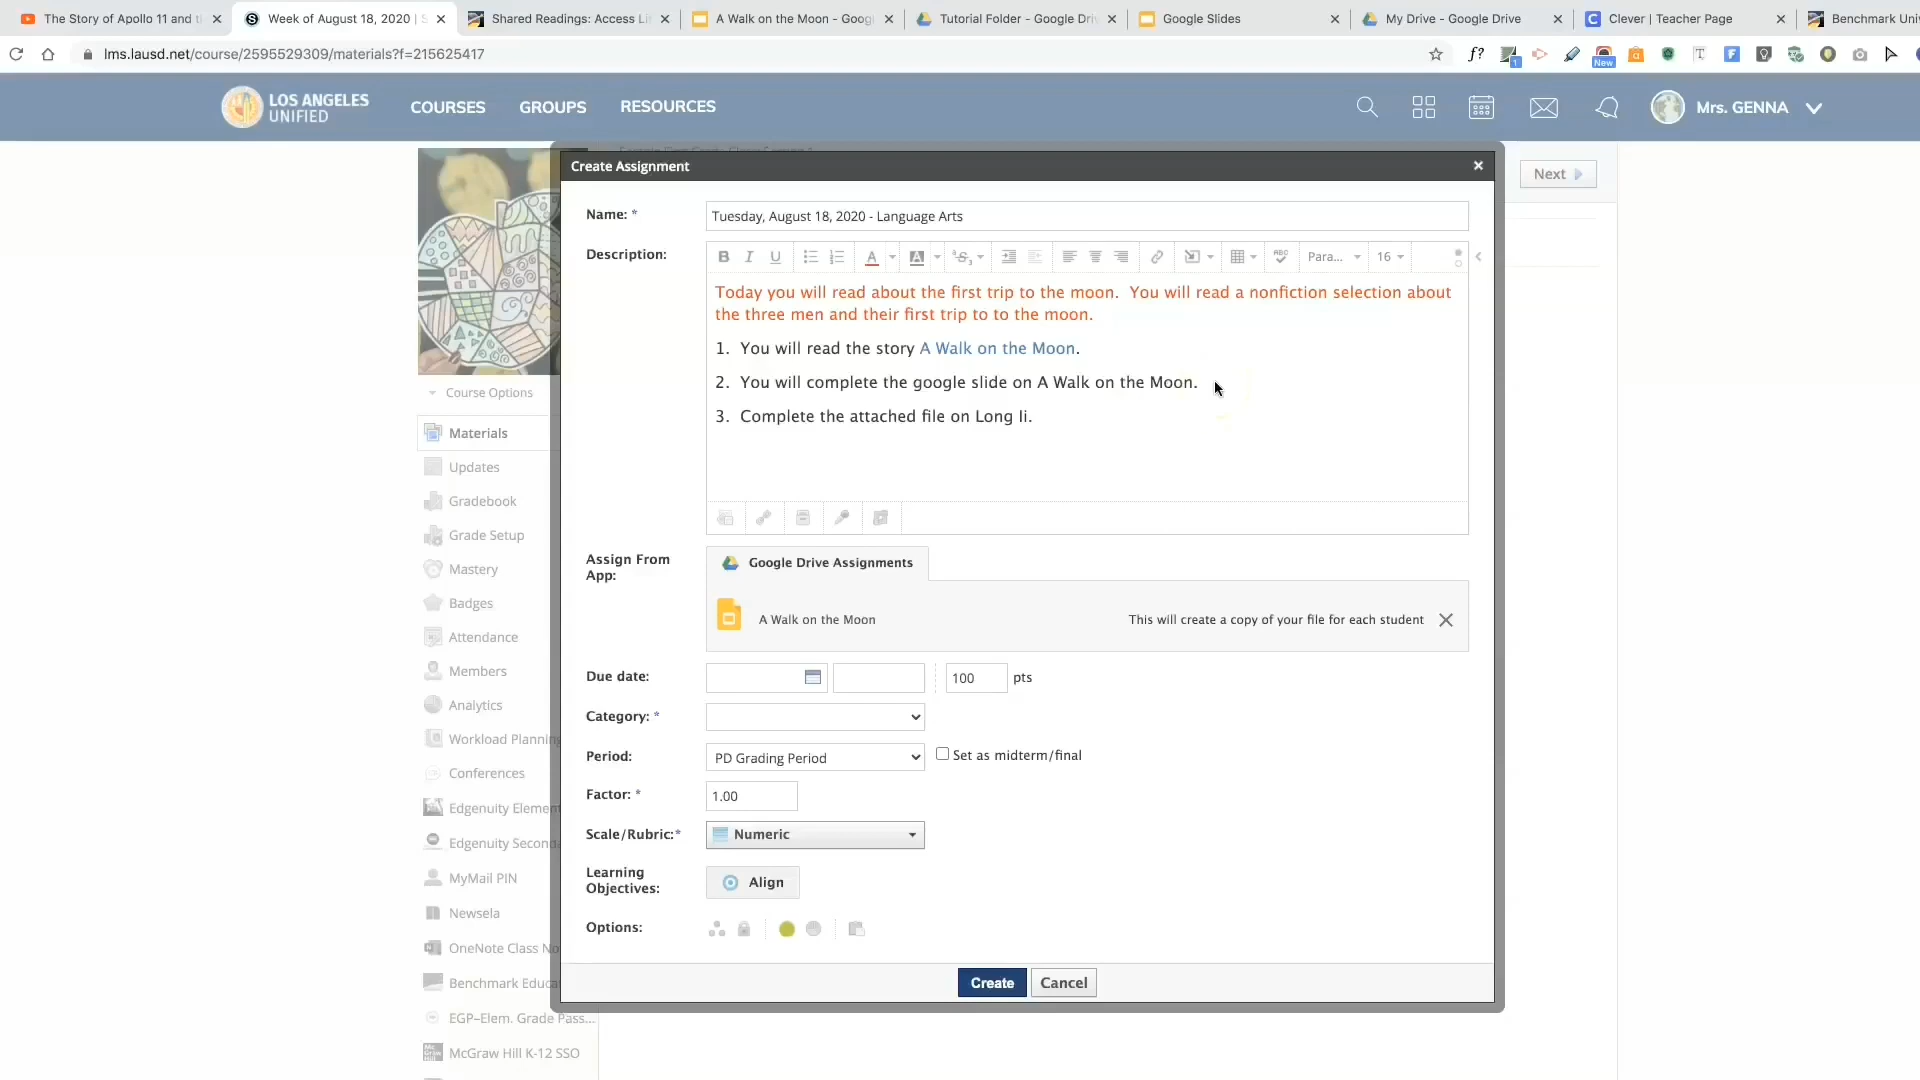 The Story of Apollo 11 and t
Week of August 18, 2020 | S
Shared Readings: Access Li
A Walk on the Moon - Goog
Tutorial Folder - Google Dri
Google Slides
My Drive - Google Drive
Clever | Teacher Page
Benchmark Univ
lms.lausd.net/course/2595529309/materials?f=215625417
f?
1
New
LOS ANGELES
UNIFIED
COURSES
GROUPS
RESOURCES
Mrs. GENNA
Create Assignment
Next
Name: *
Tuesday, August 18, 2020 - Language Arts
Description:
B I U
A
A
Para...
16
Today you will read about the first trip to the moon. You will read a nonfiction selection about
the three men and their first trip to to the moon.
1. You will read the story A Walk on the Moon.
2. You will complete the google slide on A Walk on the Moon.
3. Complete the attached file on Long Ii.
Assign From
App:
Google Drive Assignments
A Walk on the Moon
This will create a copy of your file for each student
Due date:
100 pts
Category: *
Period:
PD Grading Period
Set as midterm/final
Factor: *
1.00
Scale/Rubric:*
Numeric
Learning
Objectives:
Align
Options:
Create
Cancel
Course Options
Materials
Updates
Gradebook
Grade Setup
Mastery
Badges
Attendance
Members
Analytics
Workload Planning
Conferences
Edgenuity Elemen
Edgenuity Second
MyMail PIN
Newsela
OneNote Class No
Benchmark Educa
EGP-Elem. Grade Pass...
McGraw Hill K-12 SSO